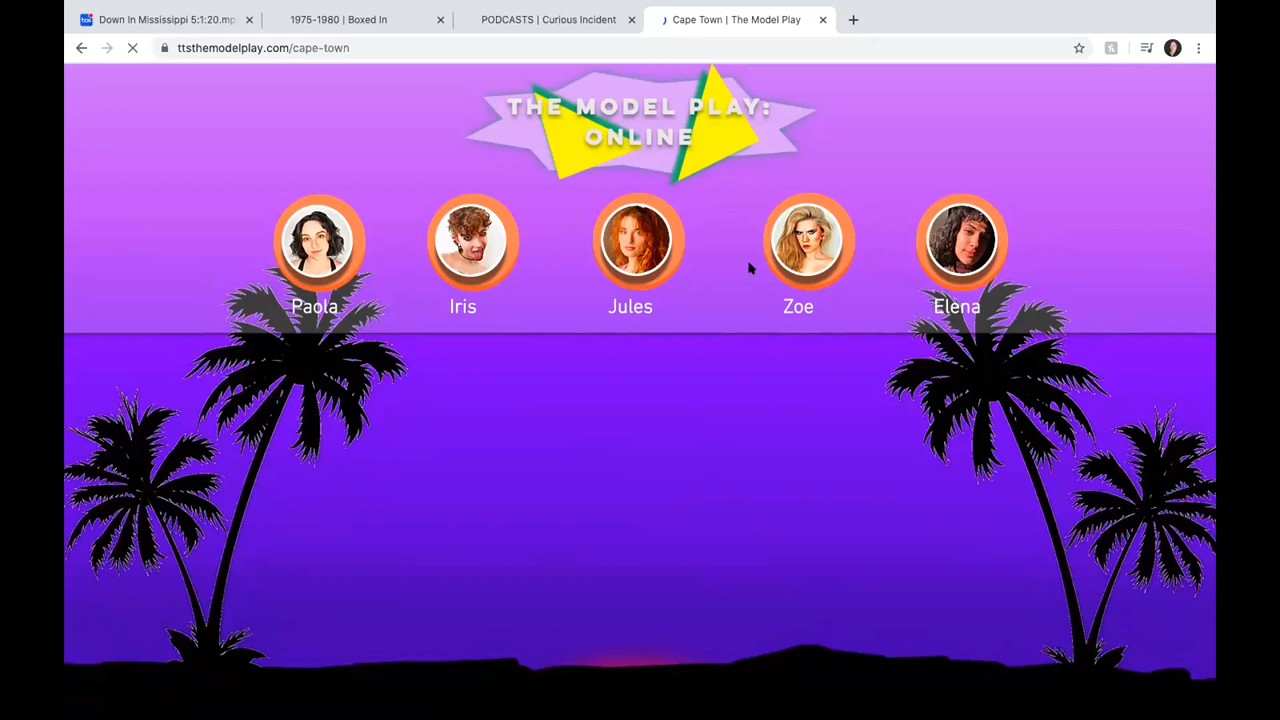 Down In Mississippi 5:1:20.mp
1975-1980 | Boxed In
PODCASTS | Curious Incident
Cape Town | The Model Play
ttsthemodelplay.com/cape-town
THE MODEL PLAY:
ONLINE
Paola
Iris
Jules
Zoe
Elena